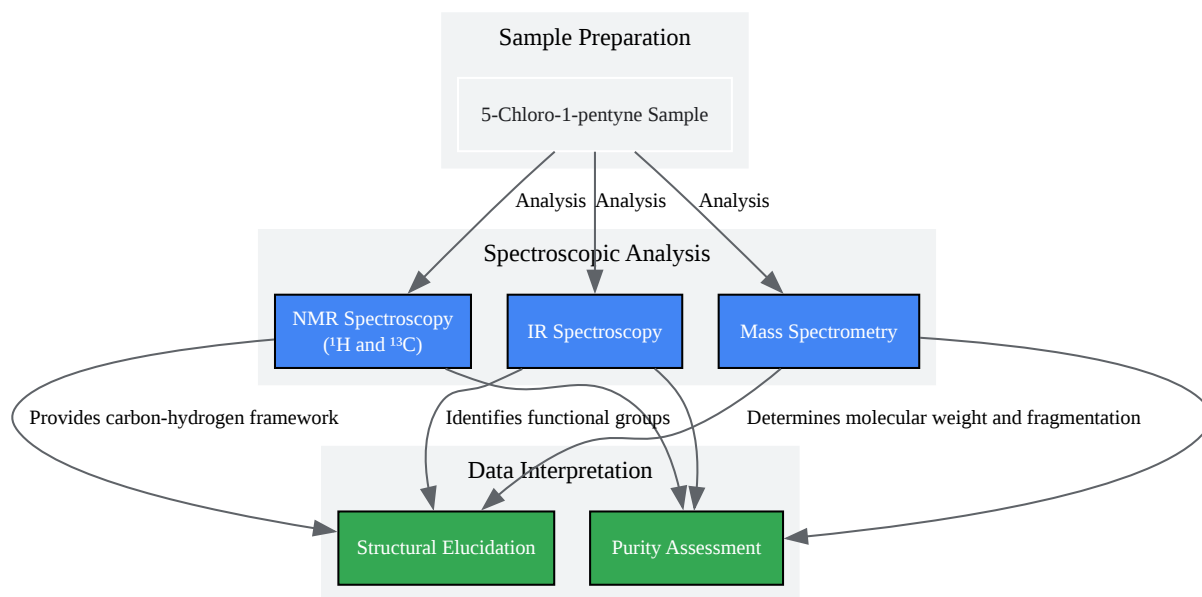 Sample Preparation
5-Chloro-1-pentyne Sample
Analysis
Analysis
Analysis
Spectroscopic Analysis
NMR Spectroscopy
(¹H and ¹³C)
IR Spectroscopy
Mass Spectrometry
Provides carbon-hydrogen framework
Identifies functional groups
Determines molecular weight and fragmentation
Data Interpretation
Structural Elucidation
Purity Assessment